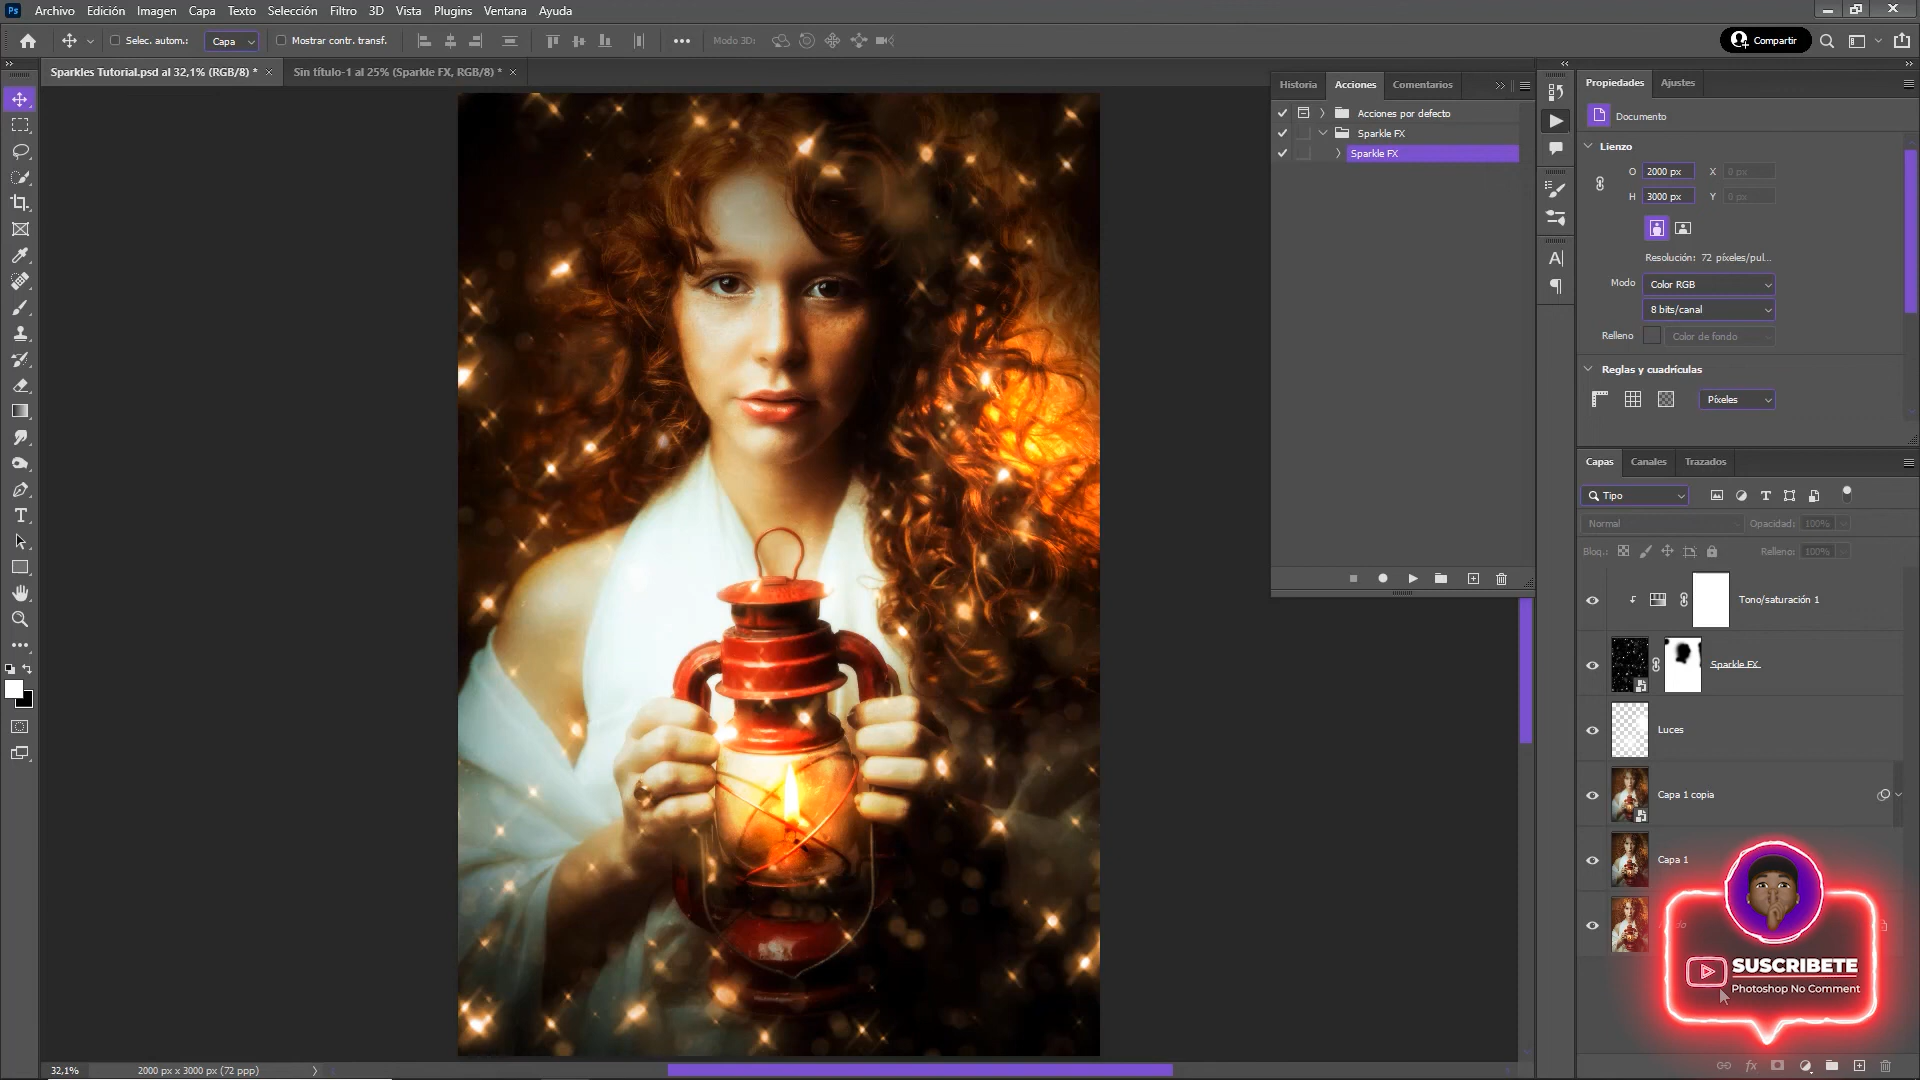 Ps Archivo Edición Imagen Capa Texto Selección Filtro 3D Vista Plugins Ventana Ayuda
Selec. autom.: Capa Mostrar contr. transf. Modo 3D: Compartir
Sparkles Tutorial.psd al 32,1% (RGB/8) * Sin título-1 al 25% (Sparkle FX, RGB/8) *
Historia Acciones Comentarios
Acciones por defecto
Sparkle FX
Sparkle FX
Propiedades Ajustes
Documento
Lienzo
O 2000 px X 0 px
H 3000 px Y 0 px
Resolución: 72 píxeles/pul...
Modo Color RGB
8 bits/canal
Relleno Color de fondo
Reglas y cuadrículas
Píxeles
Capas Canales Trazados
Tipo
Normal Opacidad: 100%
Bloq.: Relleno: 100%
Tono/saturación 1
Sparkle FX
Luces
Capa 1 copia
Capa 1
SUSCRIBETE
Photoshop No Comment
32,1% 2000 px x 3000 px (72 ppp)